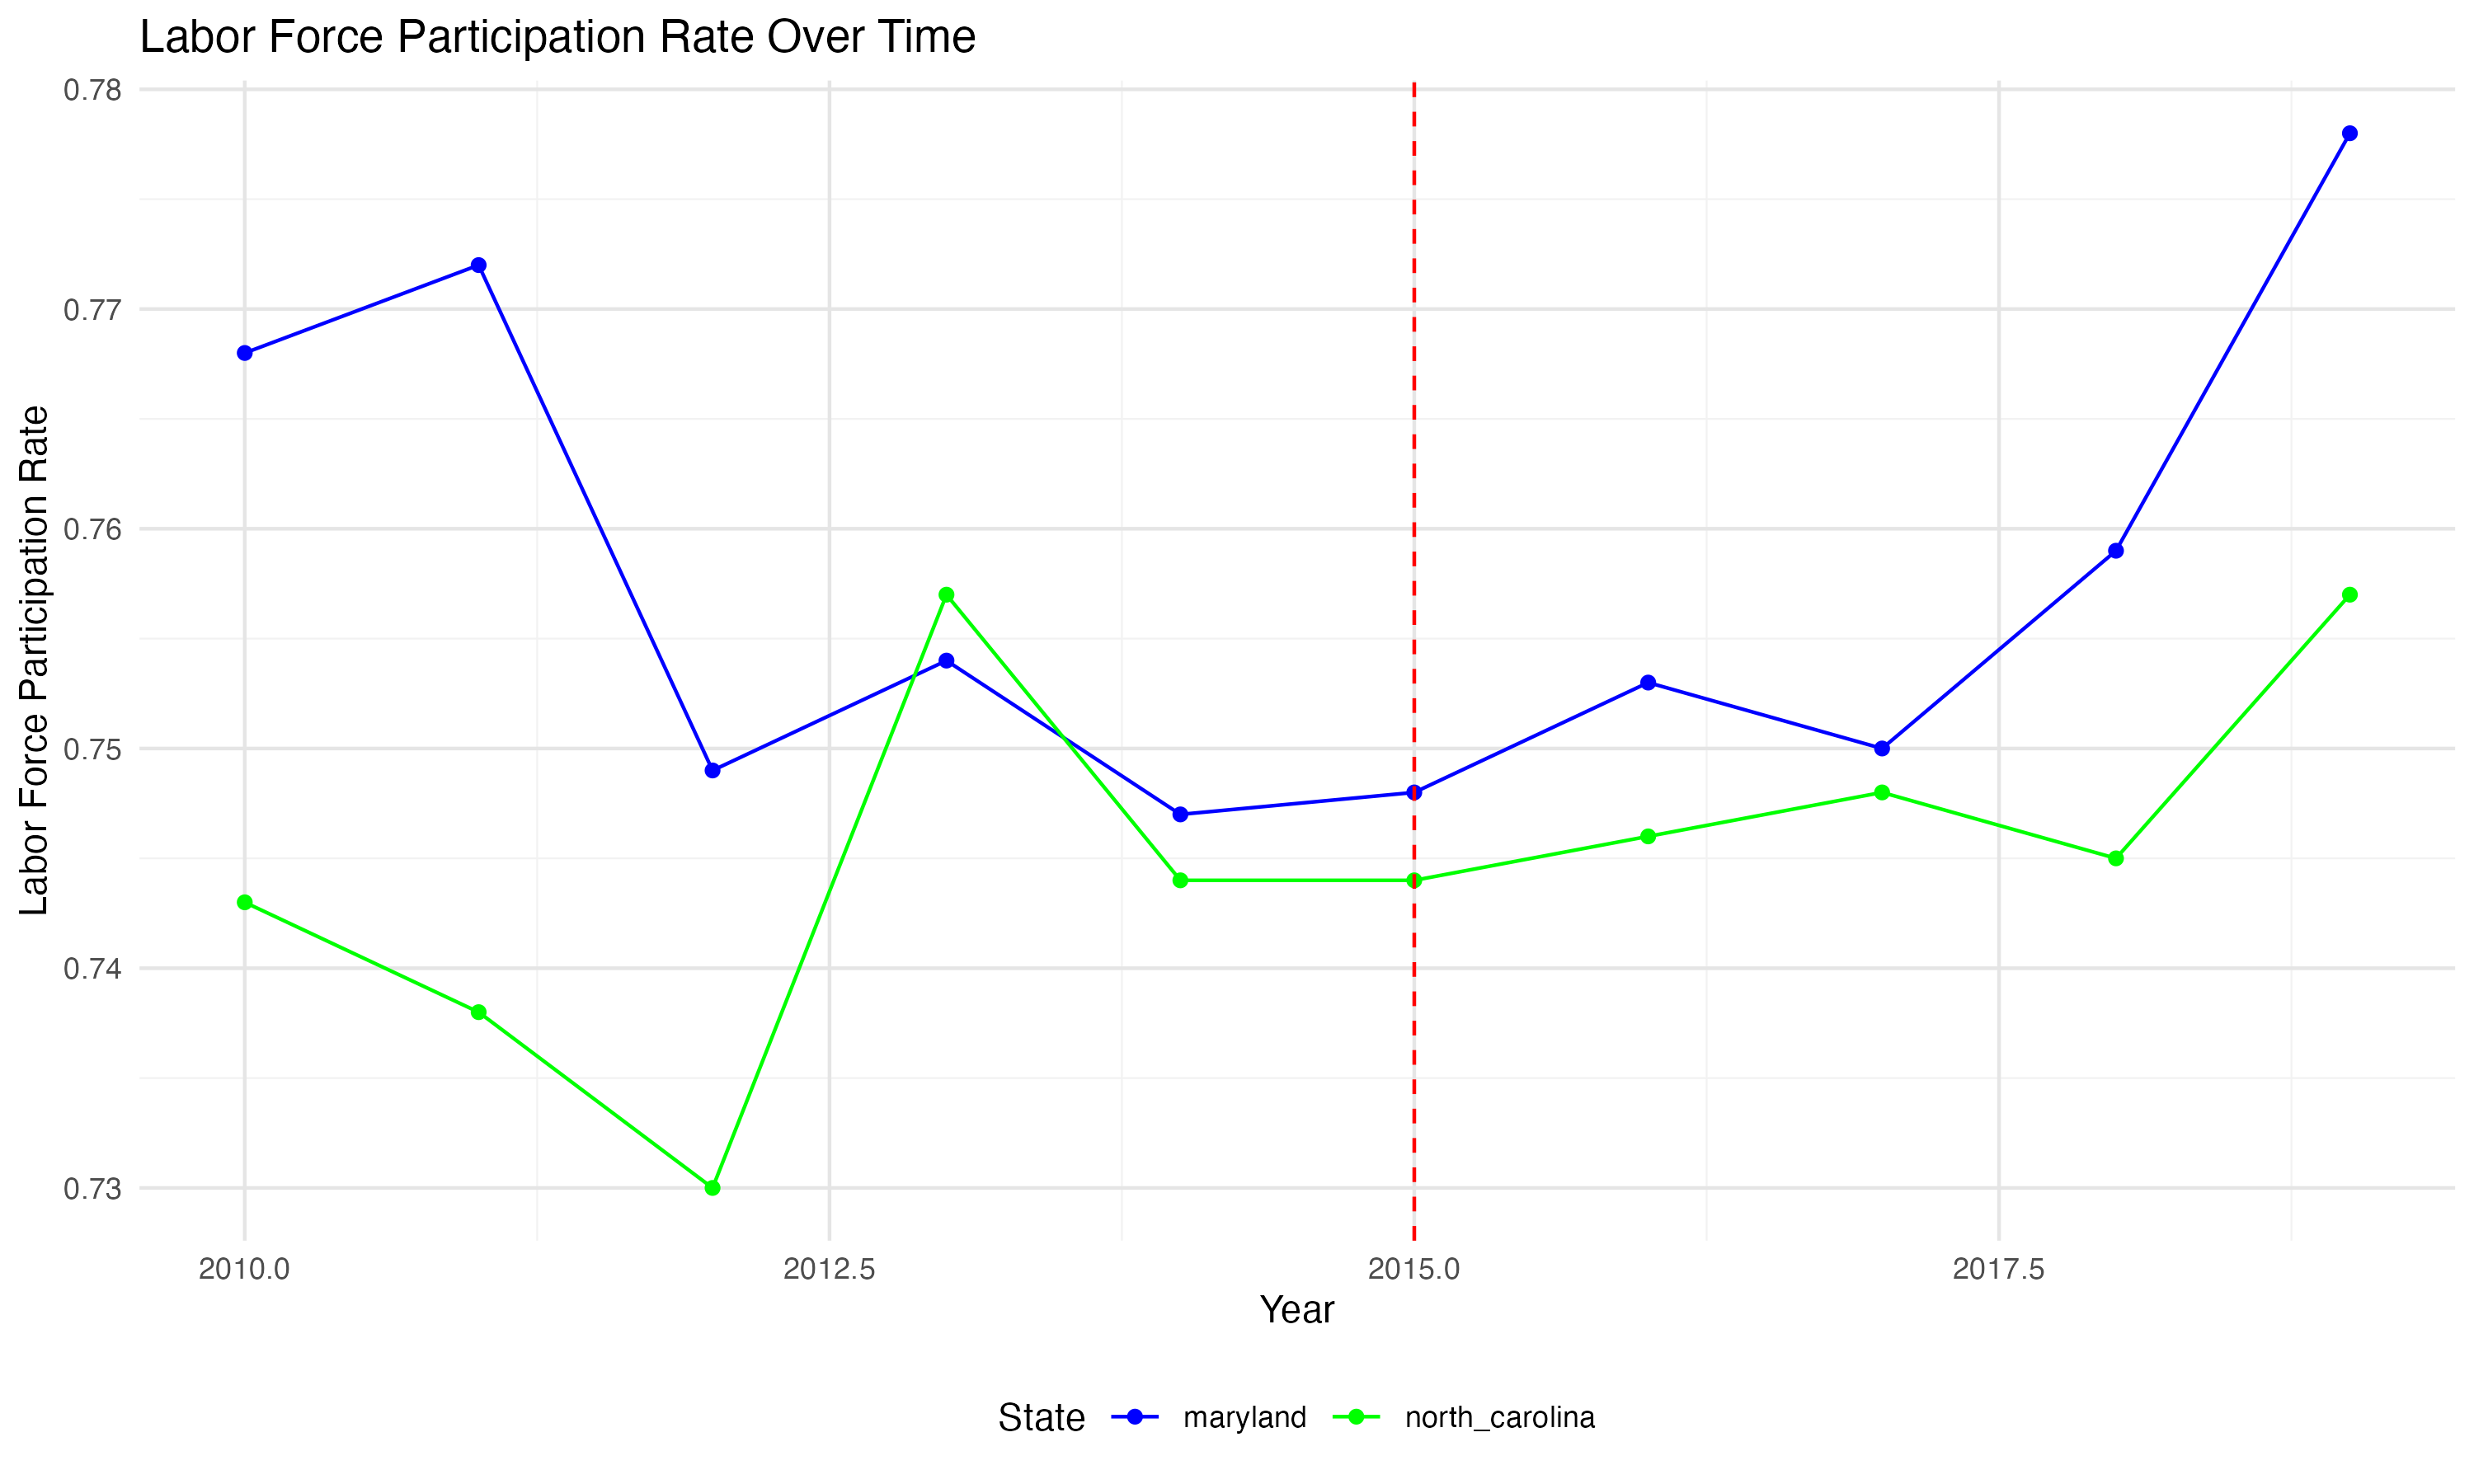 Labor Force Participation Rate Over Time
Labor Force Participation Rate
0.78
0.77
0.76
0.75
0.74
0.73
2010.0 2012.5 2015.0 2017.5
Year
State maryland north_carolina